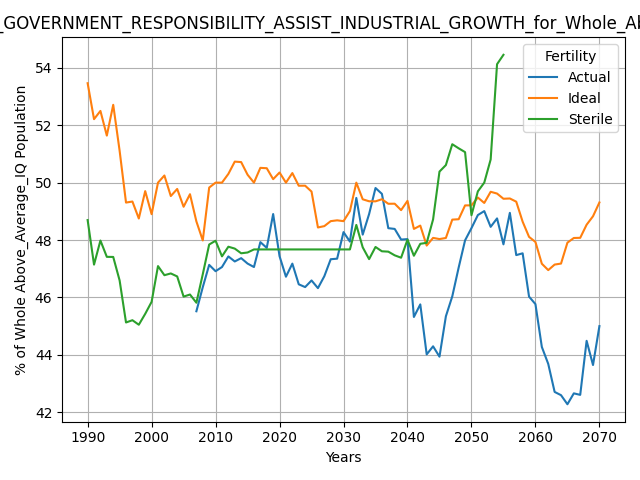 _GOVERNMENT_RESPONSIBILITY_ASSIST_INDUSTRIAL_GROWTH_for_Whole_Ab
Fertility
Actual
Ideal
Sterile
% of Whole Above_Average_IQ Population
54
52
50
48
46
44
42
1990 2000 2010 2020 2030 2040 2050 2060 2070
Years